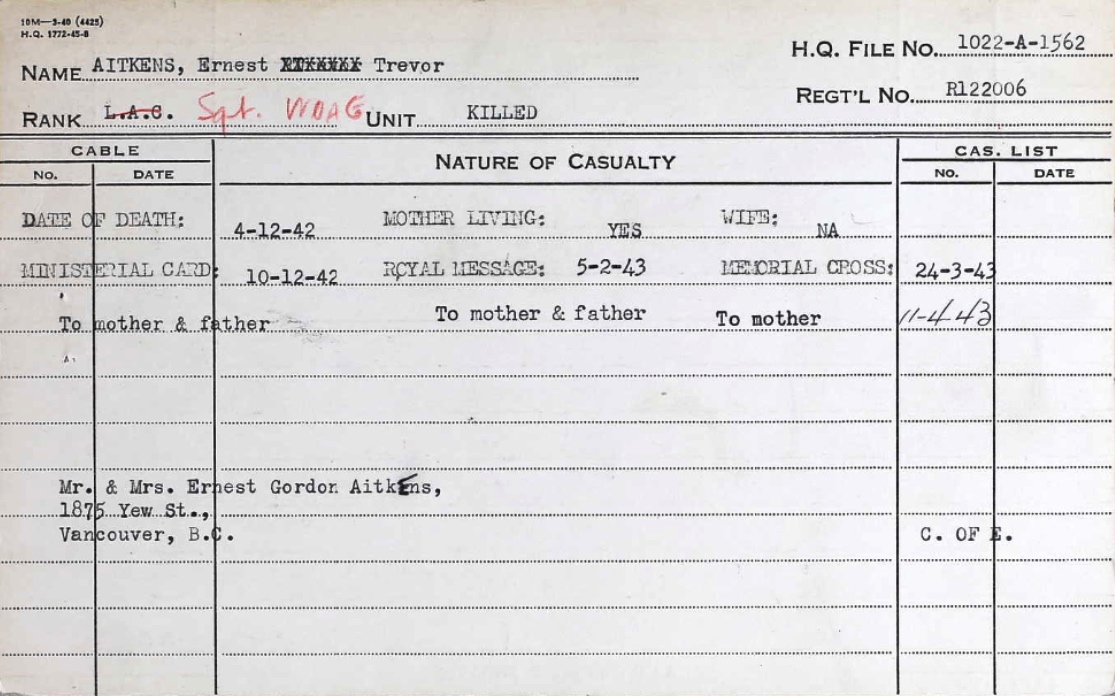 10M—3-40 (4425)
H.Q. 1772-45-8
H.Q. FILE NO. 1022-A-1562
NAME AITKENS, Ernest Trevor
REGT'L NO. R122006
RANK L.A.C. Sgt. WOAG UNIT KILLED
CABLE NATURE OF CASUALTY CAS. LIST
NO. DATE NO. DATE
DATE OF DEATH: 4-12-42 MOTHER LIVING: YES WIFE: NA
MINISTERIAL CARD: 10-12-42 ROYAL MESSAGE: 5-2-43 MEMORIAL CROSS: 24-3-43
To mother & father To mother & father To mother 11-4-43
Mr. & Mrs. Ernest Gordon Aitkens,
1875 Yew St.,
Vancouver, B.C. C. OF E.